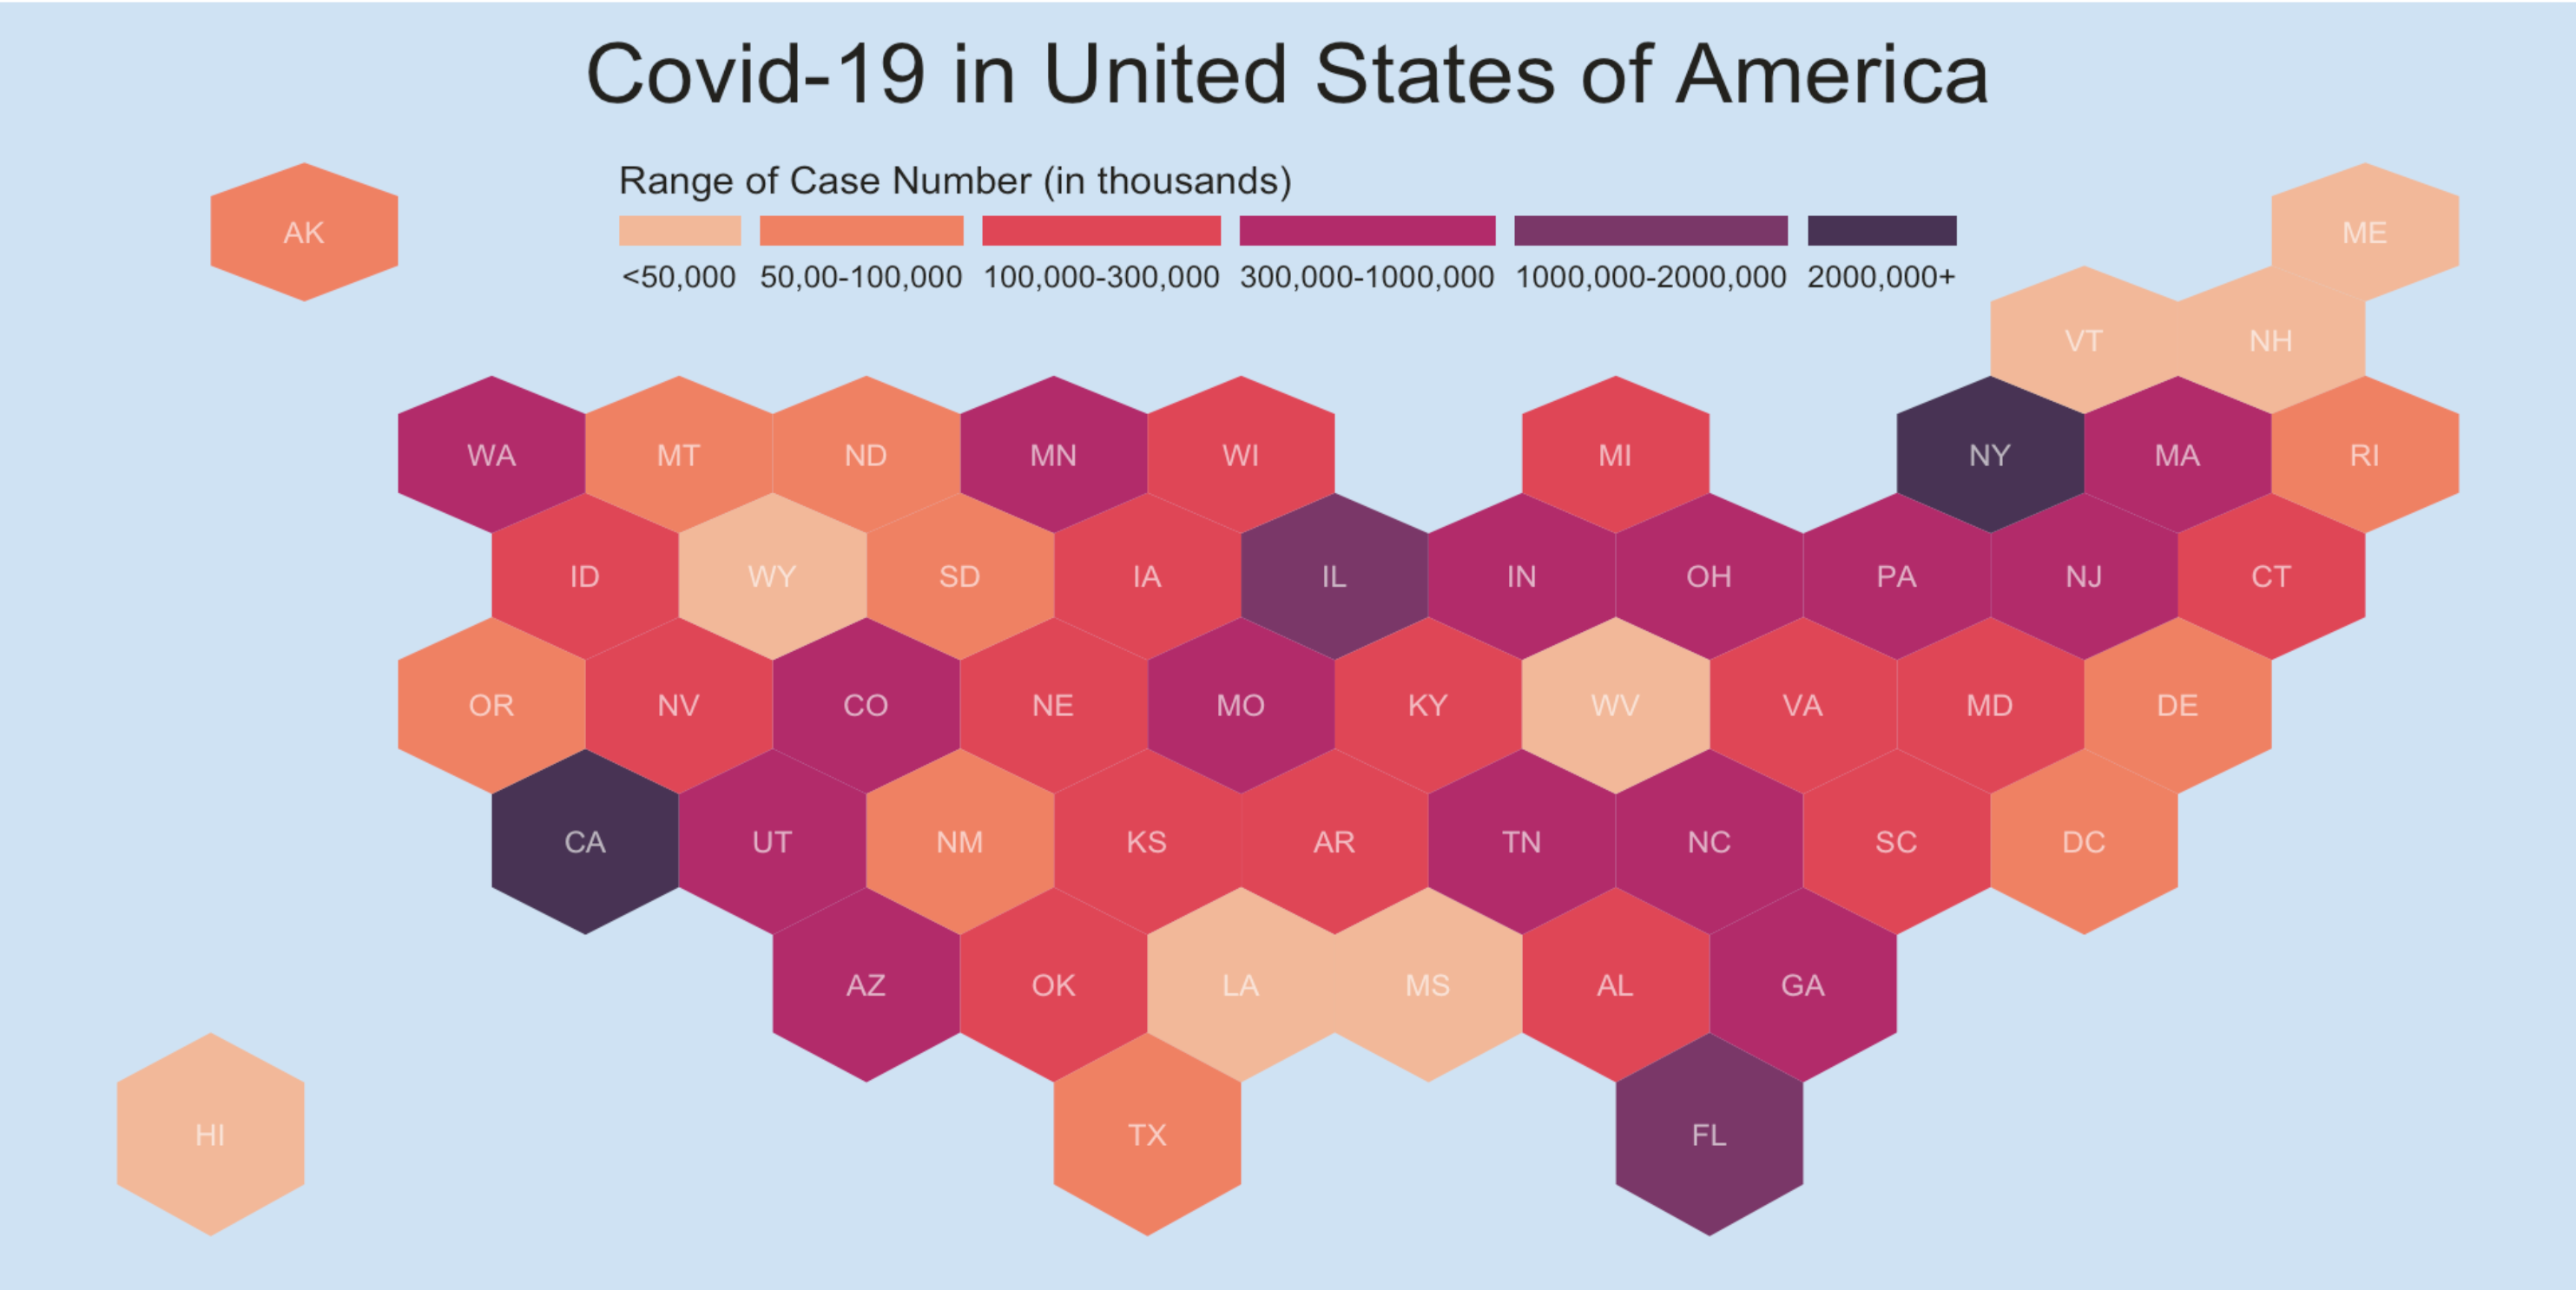 Covid-19 in United States of America
Range of Case Number (in thousands)
<50,000 50,00-100,000 100,000-300,000 300,000-1000,000 1000,000-2000,000 2000,000+
AK ME
VT NH
WA MT ND MN WI MI NY MA RI
ID WY SD IA IL IN OH PA NJ CT
OR NV CO NE MO KY WV VA MD DE
CA UT NM KS AR TN NC SC DC
AZ OK LA MS AL GA
HI TX FL